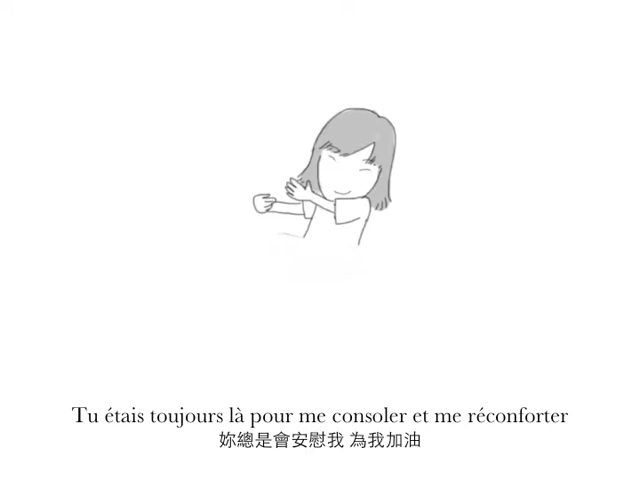 Tu étais toujours là pour me consoler et me réconforter
妳總是會安慰我 為我加油